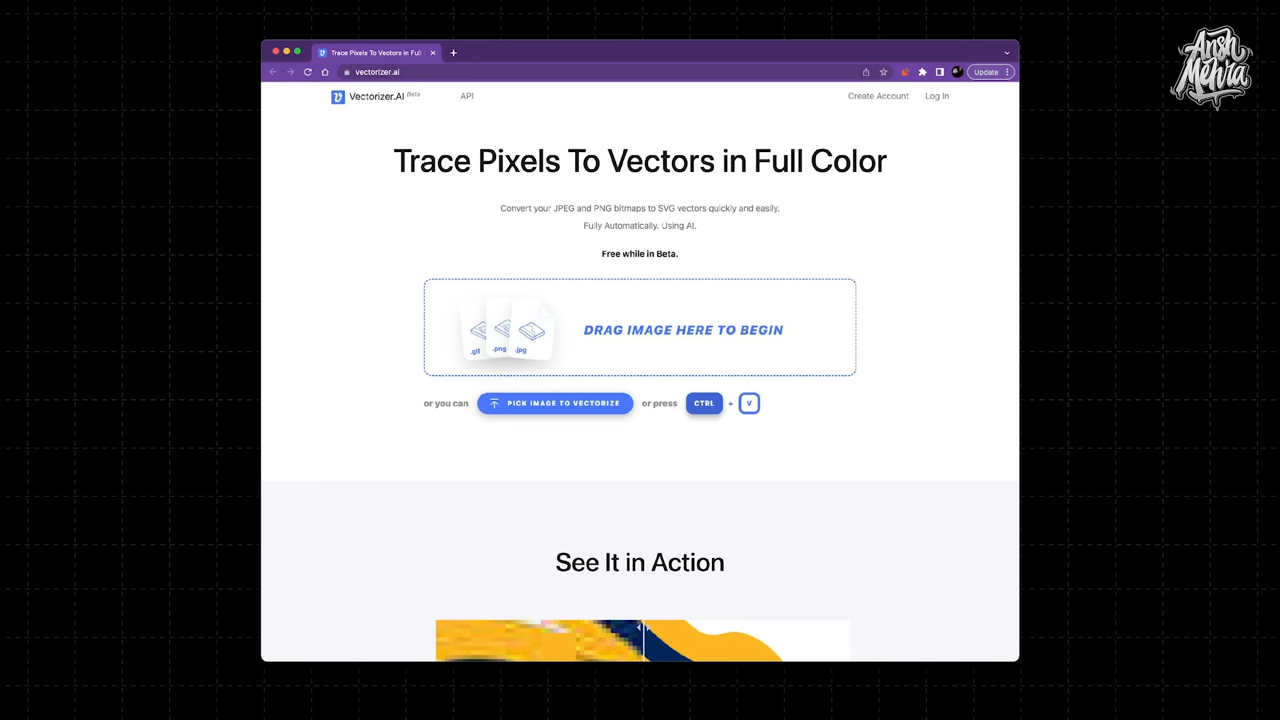 Ansh
Mehra
Trace Pixels To Vectors in Full
vectorizer.ai
Update
Vectorizer.AI Beta
API
Create Account
Log In
Trace Pixels To Vectors in Full Color
Convert your JPEG and PNG bitmaps to SVG vectors quickly and easily.
Fully Automatically. Using AI.
Free while in Beta.
.gif
.png
.jpg
DRAG IMAGE HERE TO BEGIN
or you can
PICK IMAGE TO VECTORIZE
or press
CTRL
+
V
See It in Action